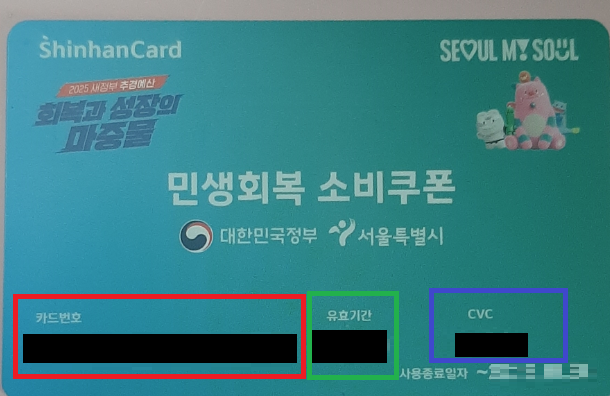 ShinhanCard
SEOUL MY SOUL
2025 새정부 추경예산
회복과 성장의
마중물
민생회복 소비쿠폰
대한민국정부 서울특별시
카드번호
유효기간
CVC
사용종료일자 ~